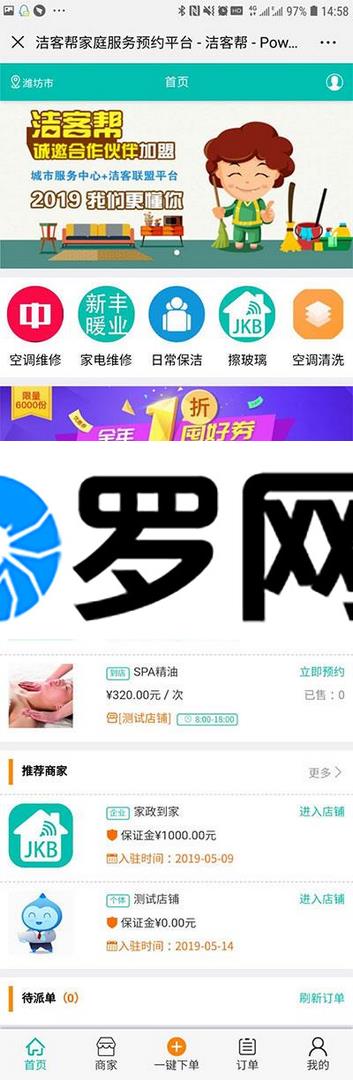 97% 14:58
洁客帮家庭服务预约平台 - 洁客帮 - Pow...
潍坊市 首页
洁客帮
诚邀合作伙伴加盟
城市服务中心+洁客联盟平台
2019 我们更懂你
中 新丰暖业 JKB
空调维修 家电维修 日常保洁 擦玻璃 空调清洗
限量
6000份
全年1折囤好券
罗网
到店 SPA精油 立即预约
¥320.00元 / 次 已售：0
[测试店铺] 8:00-18:00
推荐商家 更多
企业 家政到家 进入店铺
JKB
保证金¥1000.00元
入驻时间：2019-05-09
个体 测试店铺 进入店铺
保证金¥0.00元
入驻时间：2019-05-14
待派单（0） 刷新订单
首页 商家 一键下单 订单 我的